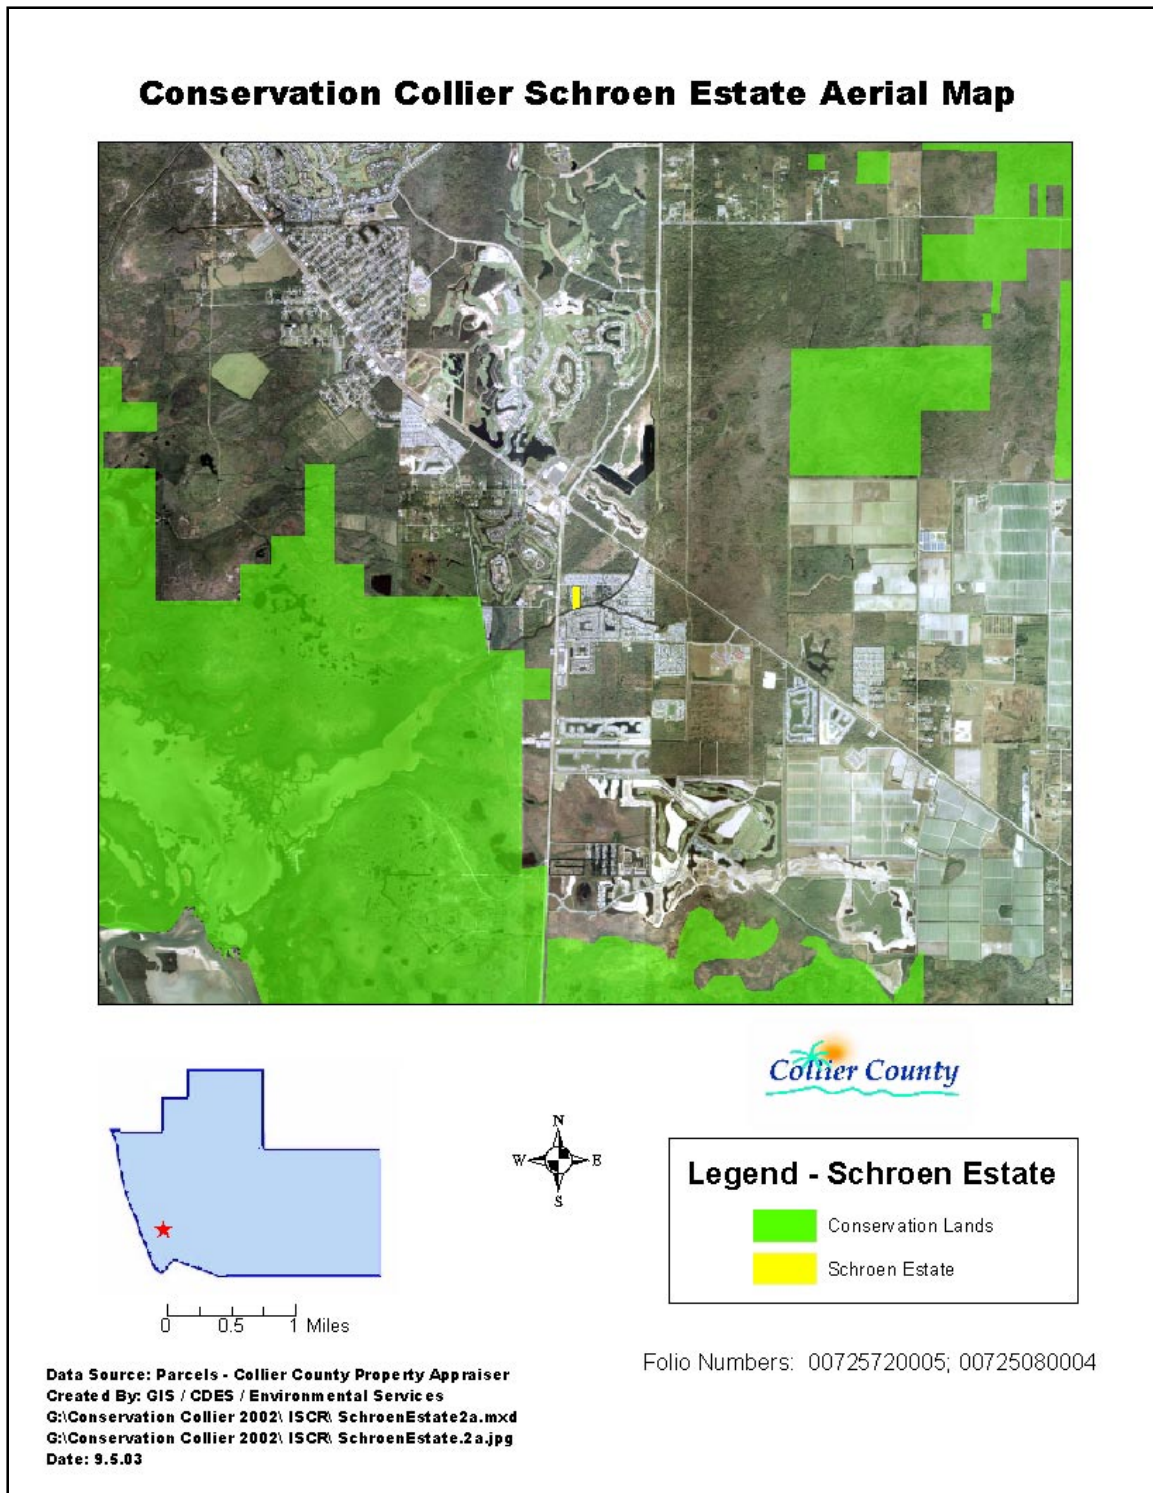 Conservation Collier Schroen Estate Aerial Map
Collier County
N
W E
S
Legend - Schroen Estate
Conservation Lands
Schroen Estate
0 0.5 1 Miles
Folio Numbers: 00725720005; 00725080004
Data Source: Parcels - Collier County Property Appraiser
Created By: GIS / CDES / Environmental Services
G:\Conservation Collier 2002\ ISCR\ SchroenEstate2a.mxd
G:\Conservation Collier 2002\ ISCR\ SchroenEstate.2a.jpg
Date: 9.5.03